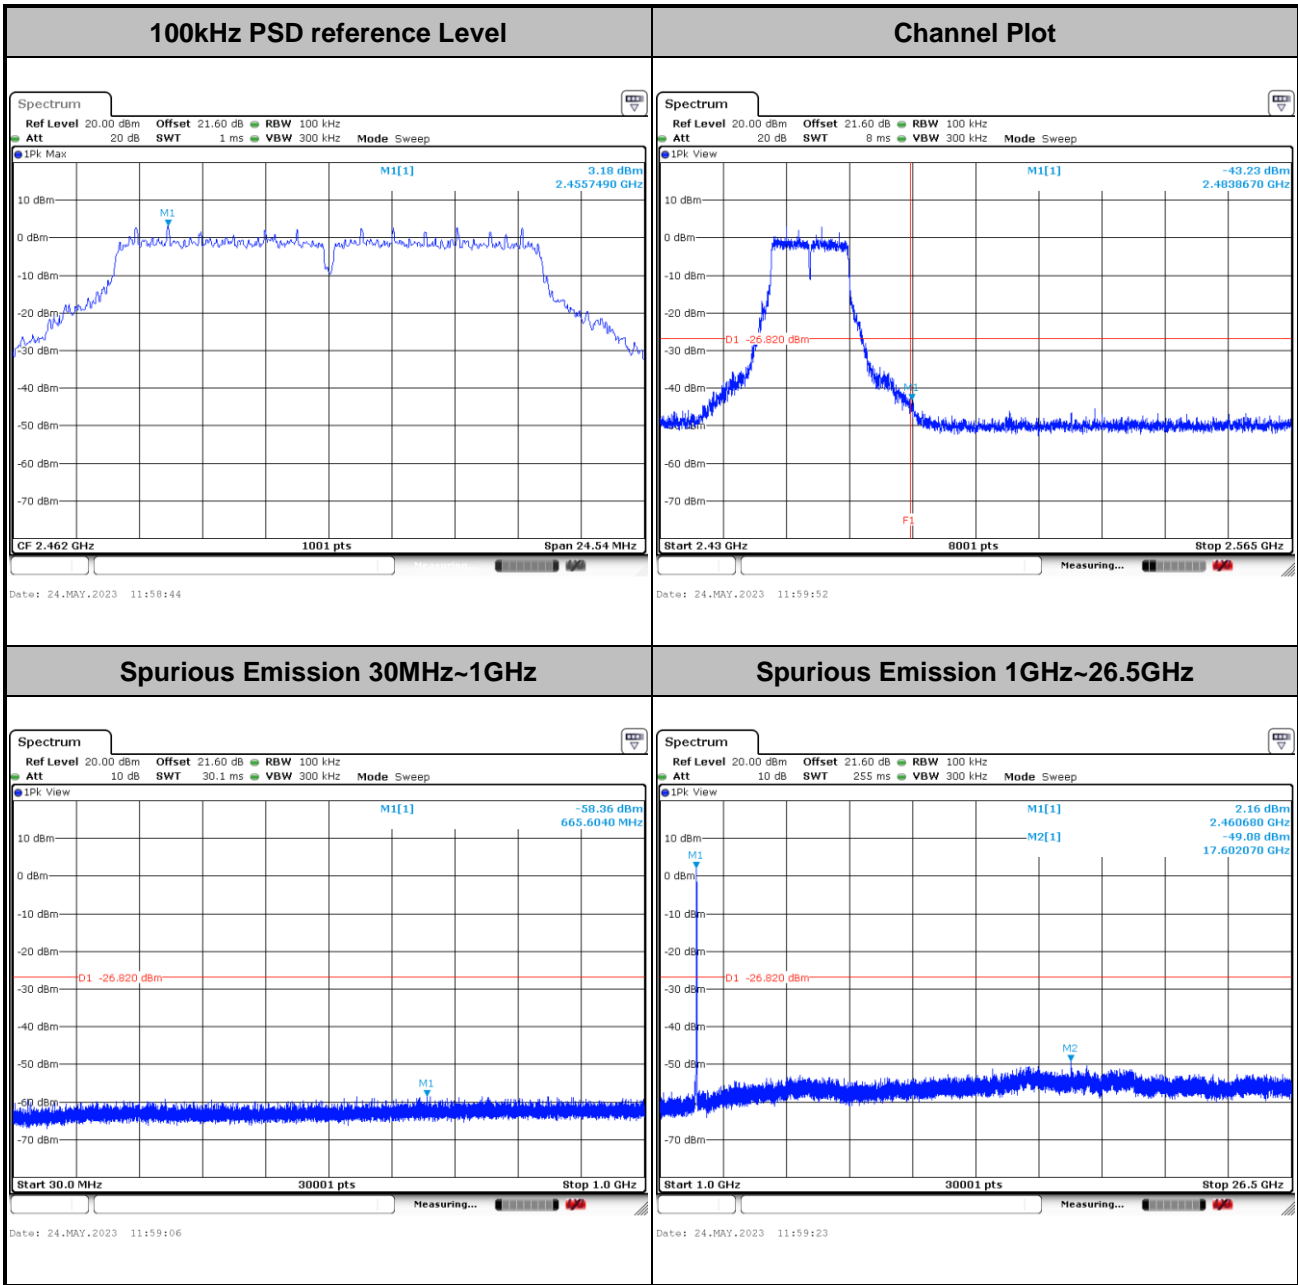 100kHz PSD reference Level
Channel Plot
Spectrum
Ref Level 20.00 dBm Offset 21.60 dB RBW 100 kHz
Att 20 dB SWT 1 ms VBW 300 kHz Mode Sweep
1Pk Max
M1[1] 3.18 dBm
2.4557490 GHz
M1
10 dBm
0 dBm
-10 dBm
-20 dBm
-30 dBm
-40 dBm
-50 dBm
-60 dBm
-70 dBm
CF 2.462 GHz 1001 pts Span 24.54 MHz
Measuring...
Date: 24.MAY.2023 11:58:44
Spectrum
Ref Level 20.00 dBm Offset 21.60 dB RBW 100 kHz
Att 20 dB SWT 8 ms VBW 300 kHz Mode Sweep
1Pk View
M1[1] -43.23 dBm
2.4838670 GHz
10 dBm
0 dBm
-10 dBm
-20 dBm
D1 -26.820 dBm
-30 dBm
-40 dBm
M1
-50 dBm
-60 dBm
-70 dBm
F1
Start 2.43 GHz 8001 pts Stop 2.565 GHz
Measuring...
Date: 24.MAY.2023 11:59:52
Spurious Emission 30MHz~1GHz
Spurious Emission 1GHz~26.5GHz
Spectrum
Ref Level 20.00 dBm Offset 21.60 dB RBW 100 kHz
Att 10 dB SWT 30.1 ms VBW 300 kHz Mode Sweep
1Pk View
M1[1] -58.36 dBm
665.6040 MHz
10 dBm
0 dBm
-10 dBm
-20 dBm
D1 -26.820 dBm
-30 dBm
-40 dBm
-50 dBm
M1
-60 dBm
-70 dBm
Start 30.0 MHz 30001 pts Stop 1.0 GHz
Measuring...
Date: 24.MAY.2023 11:59:06
Spectrum
Ref Level 20.00 dBm Offset 21.60 dB RBW 100 kHz
Att 10 dB SWT 255 ms VBW 300 kHz Mode Sweep
1Pk View
M1[1] 2.16 dBm
2.460680 GHz
M2[1] -49.08 dBm
17.602070 GHz
10 dBm
M1
0 dBm
-10 dBm
-20 dBm
D1 -26.820 dBm
-30 dBm
-40 dBm
M2
-50 dBm
-60 dBm
-70 dBm
Start 1.0 GHz 30001 pts Stop 26.5 GHz
Measuring...
Date: 24.MAY.2023 11:59:23